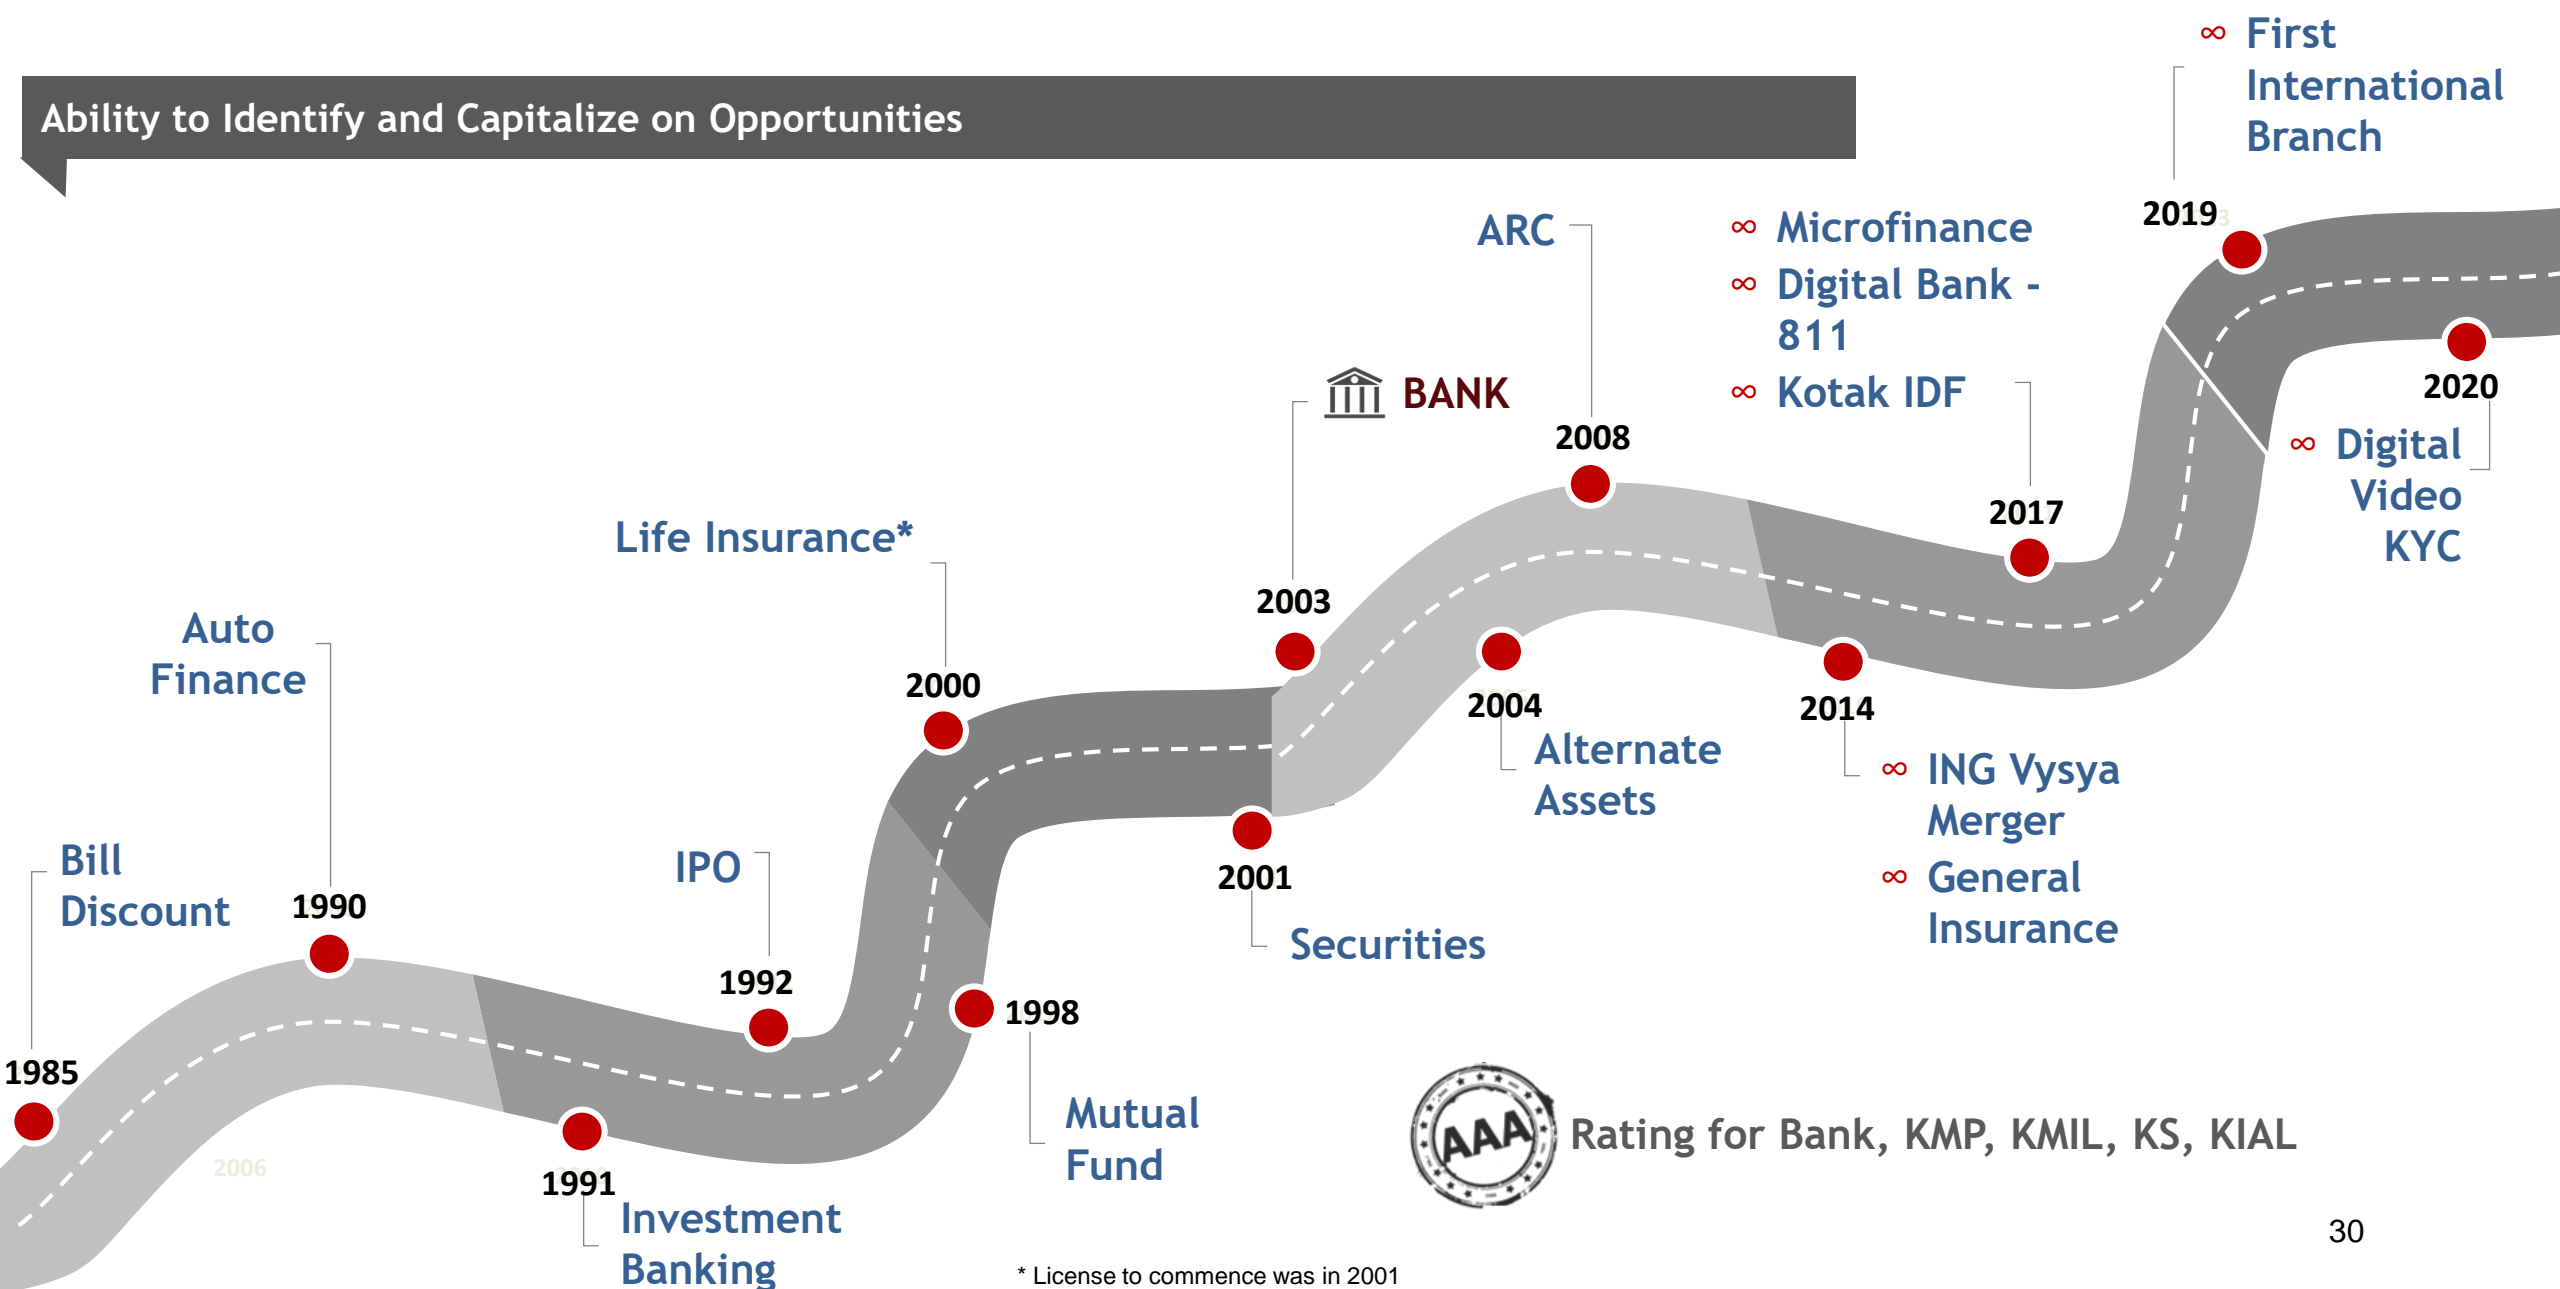 Ability to Identify and Capitalize on Opportunities
1985
Bill
Discount
1990
Auto
Finance
1991
Investment
Banking
1992
IPO
1998
Mutual
Fund
2000
Life Insurance*
2001
Securities
2003
BANK
2004
Alternate
Assets
2008
ARC
2014
∞ ING Vysya
Merger
∞ General
Insurance
2017
∞ Microfinance
∞ Digital Bank -
811
∞ Kotak IDF
2019
∞ First
International
Branch
2020
∞ Digital
Video
KYC
2006
AAA
Rating for Bank, KMP, KMIL, KS, KIAL
30
* License to commence was in 2001